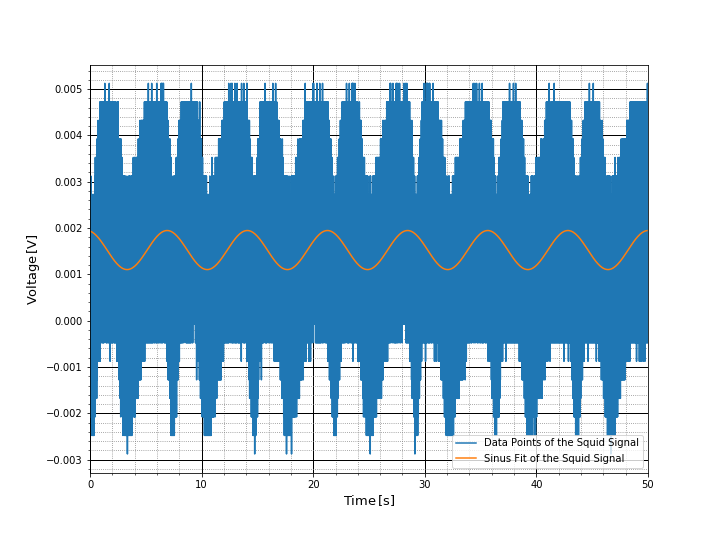 Voltage [V]
0.005
0.004
0.003
0.002
0.001
0.000
−0.001
−0.002
−0.003
0 10 20 30 40 50
Time [s]
Data Points of the Squid Signal
Sinus Fit of the Squid Signal